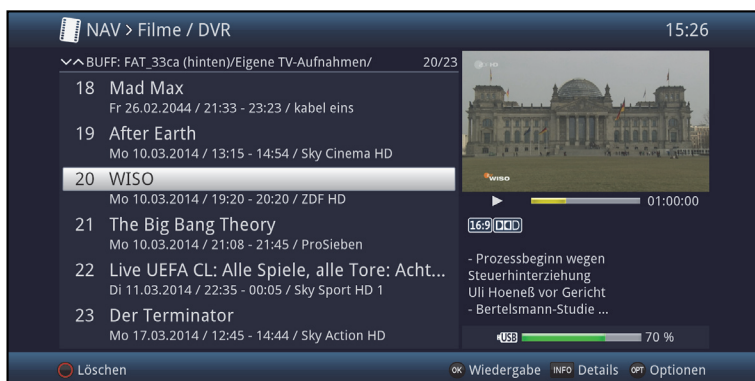 NAV > Filme / DVR
15:26
BUFF: FAT_33ca (hinten)/Eigene TV-Aufnahmen/ 20/23
18 Mad Max
Fr 26.02.2044 / 21:33 - 23:23 / kabel eins
19 After Earth
Mo 10.03.2014 / 13:15 - 14:54 / Sky Cinema HD
20 WISO
Mo 10.03.2014 / 19:20 - 20:20 / ZDF HD
21 The Big Bang Theory
Mo 10.03.2014 / 21:08 - 21:45 / ProSieben
22 Live UEFA CL: Alle Spiele, alle Tore: Acht...
Di 11.03.2014 / 22:35 - 00:05 / Sky Sport HD 1
23 Der Terminator
Mo 17.03.2014 / 12:45 - 14:44 / Sky Action HD
WISO
01:00:00
16:9
- Prozessbeginn wegen
Steuerhinterziehung
Uli Hoeneß vor Gericht
- Bertelsmann-Studie ...
USB 70 %
Löschen
OK Wiedergabe INFO Details OPT Optionen